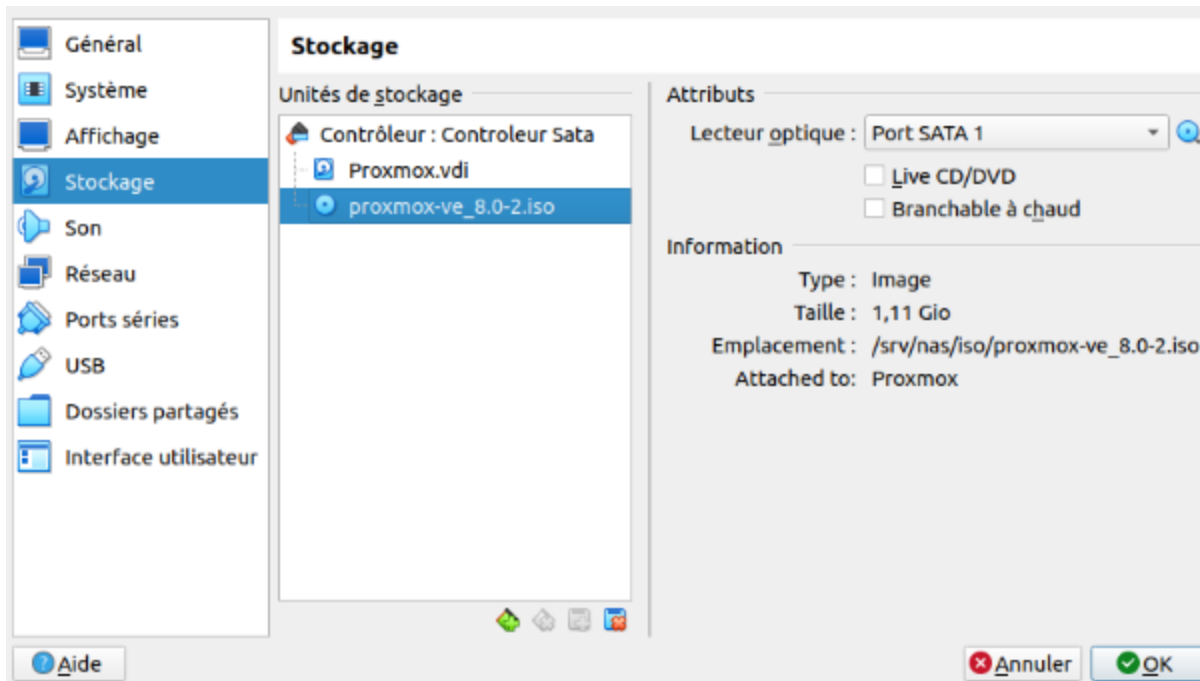 Général
Système
Affichage
Stockage
Son
Réseau
Ports séries
USB
Dossiers partagés
Interface utilisateur
Stockage
Unités de stockage
Contrôleur : Controleur Sata
Proxmox.vdi
proxmox-ve_8.0-2.iso
Attributs
Lecteur optique : Port SATA 1
Live CD/DVD
Branchable à chaud
Information
Type : Image
Taille : 1,11 Gio
Emplacement : /srv/nas/iso/proxmox-ve_8.0-2.iso
Attached to: Proxmox
Aide
Annuler
OK